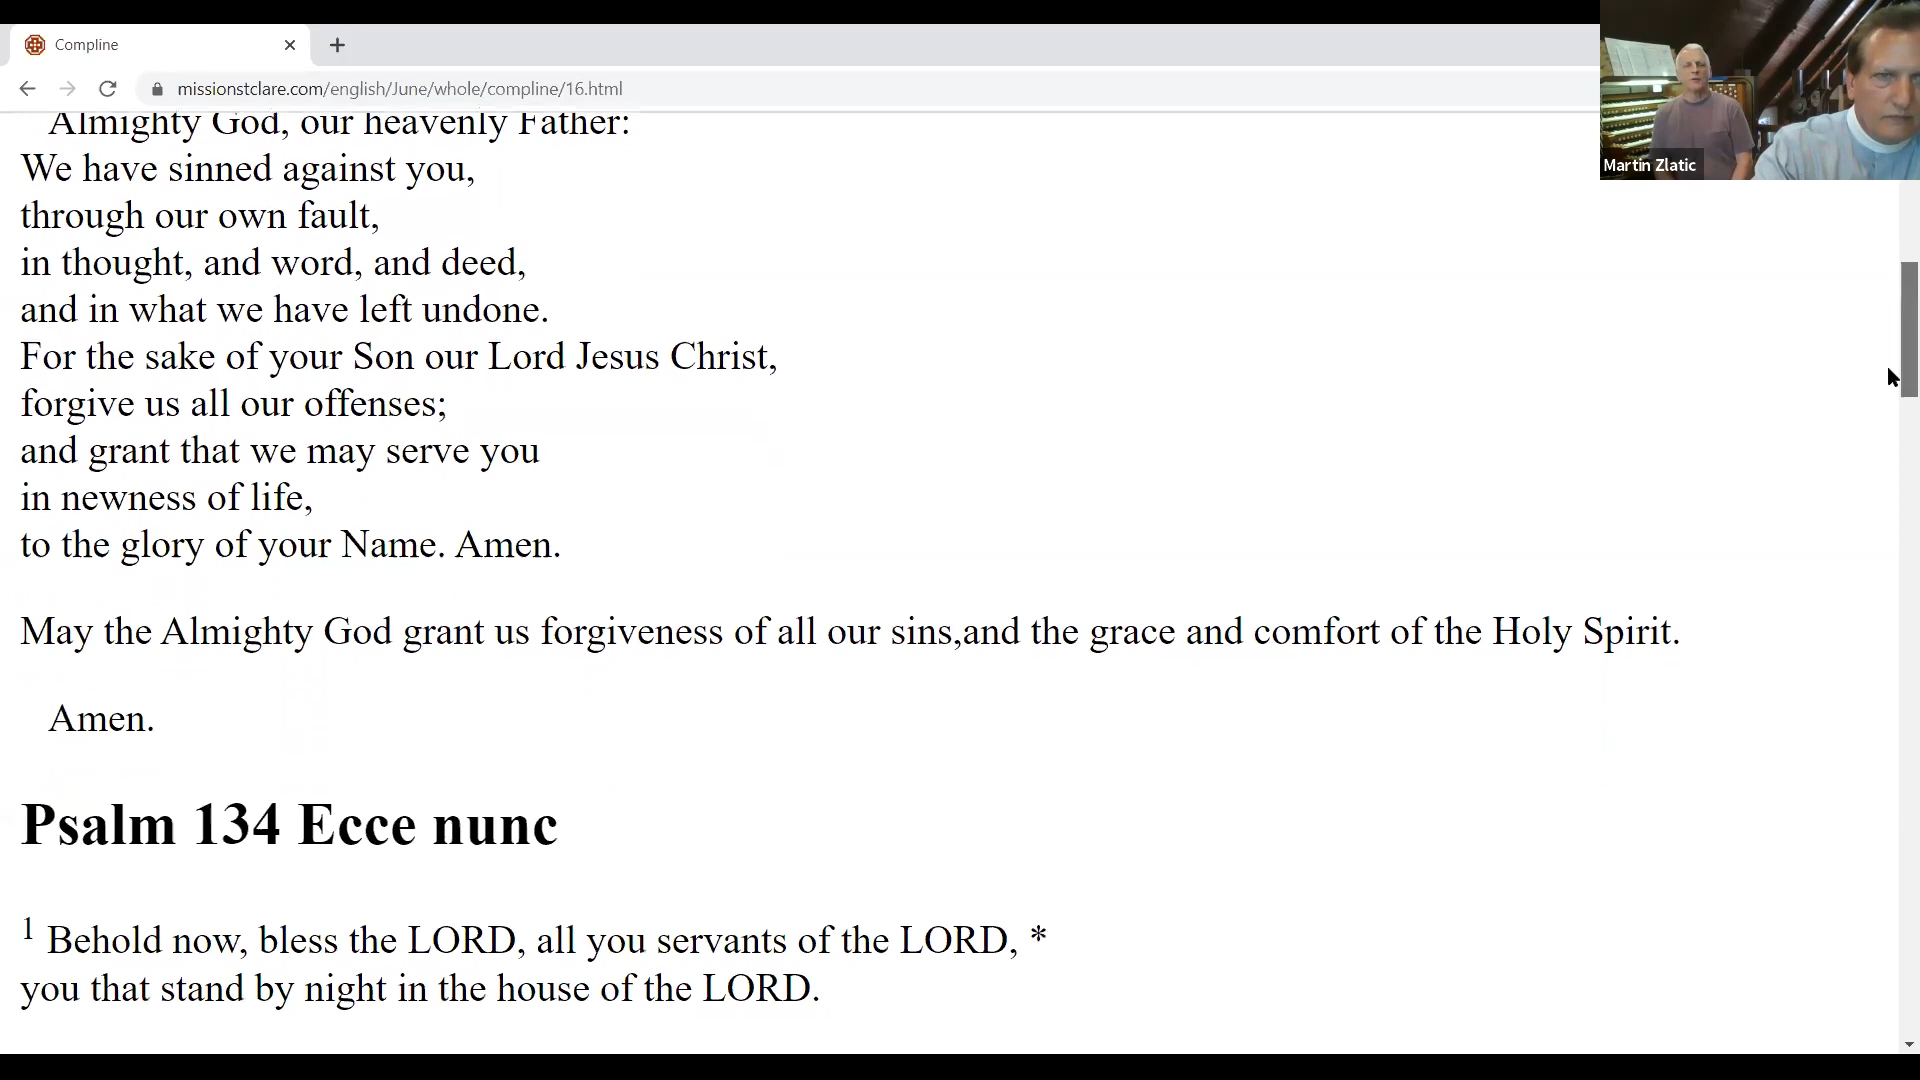 Compline
missionstclare.com/english/June/whole/compline/16.html
Martin Zlatic
Almighty God, our heavenly Father:
We have sinned against you,
through our own fault,
in thought, and word, and deed,
and in what we have left undone.
For the sake of your Son our Lord Jesus Christ,
forgive us all our offenses;
and grant that we may serve you
in newness of life,
to the glory of your Name. Amen.
May the Almighty God grant us forgiveness of all our sins,and the grace and comfort of the Holy Spirit.
Amen.
Psalm 134 Ecce nunc
1 Behold now, bless the LORD, all you servants of the LORD, *
you that stand by night in the house of the LORD.